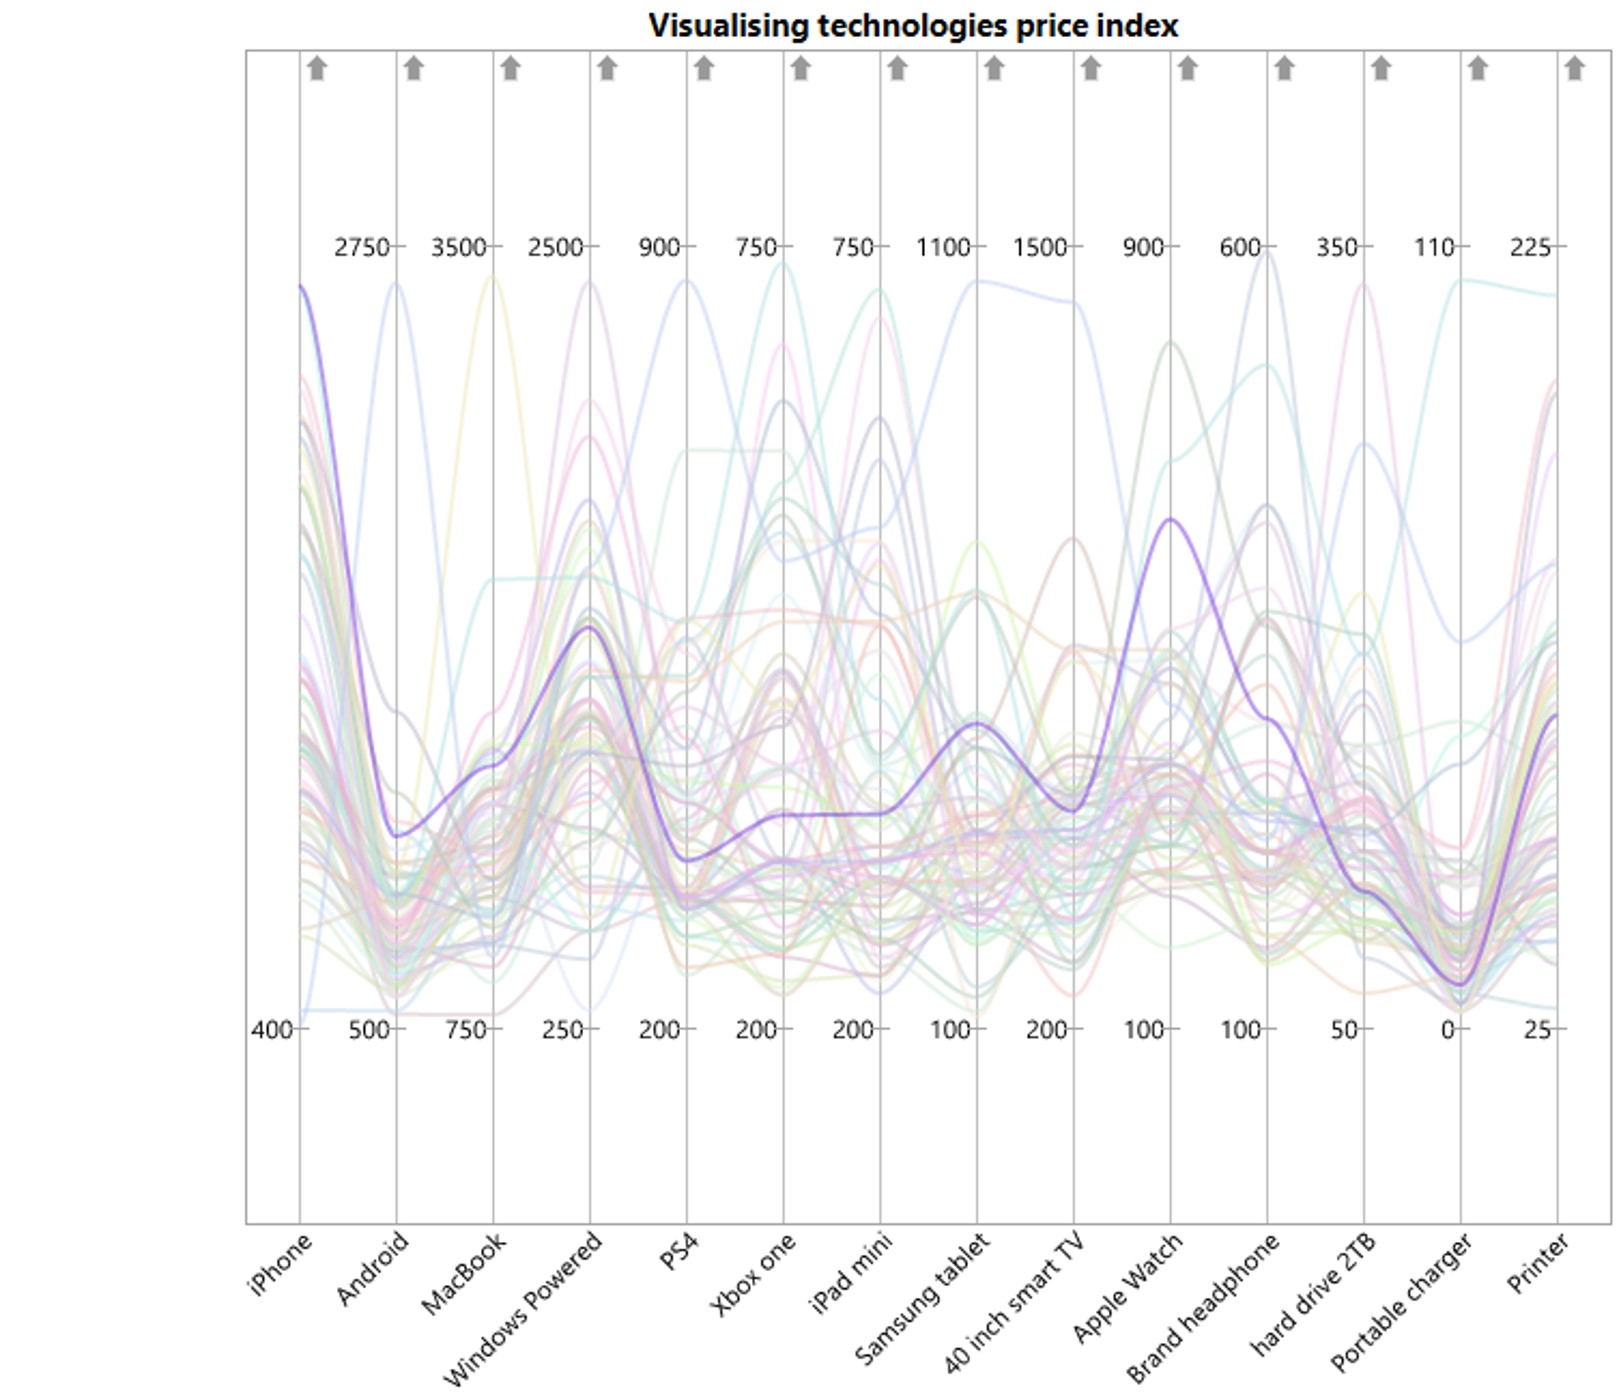 Visualising technologies price index
2750 3500 2500 900 750 750 1100 1500 900 600 350 110 225
400 500 750 250 200 200 200 100 200 100 100 50 0 25
iPhone
Android
MacBook
Windows Powered
PS4
Xbox one
iPad mini
Samsung tablet
40 inch smart TV
Apple Watch
Brand headphone
hard drive 2TB
Portable charger
Printer